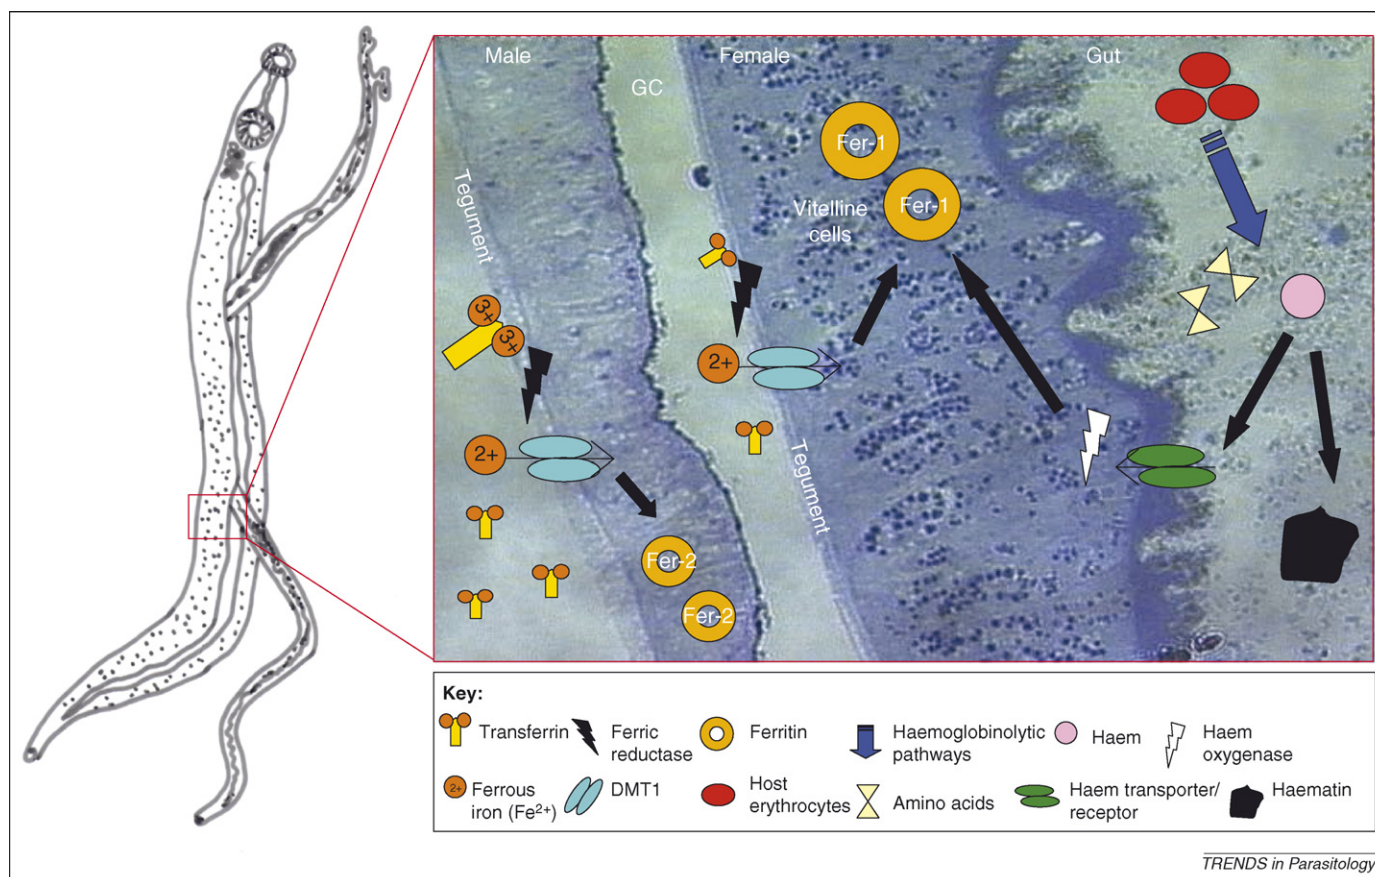 Male
Female
Gut
GC
Fer-1
Fer-1
Vitelline
cells
Tegument
3+
3+
2+
2+
Tegument
Fer-2
Fer-2
Key:
Transferrin
Ferric
reductase
Ferritin
Haemoglobinolytic
pathways
Haem
Haem
oxygenase
2+
Ferrous
iron (Fe²⁺)
DMT1
Host
erythrocytes
Amino acids
Haem transporter/
receptor
Haematin
TRENDS in Parasitology